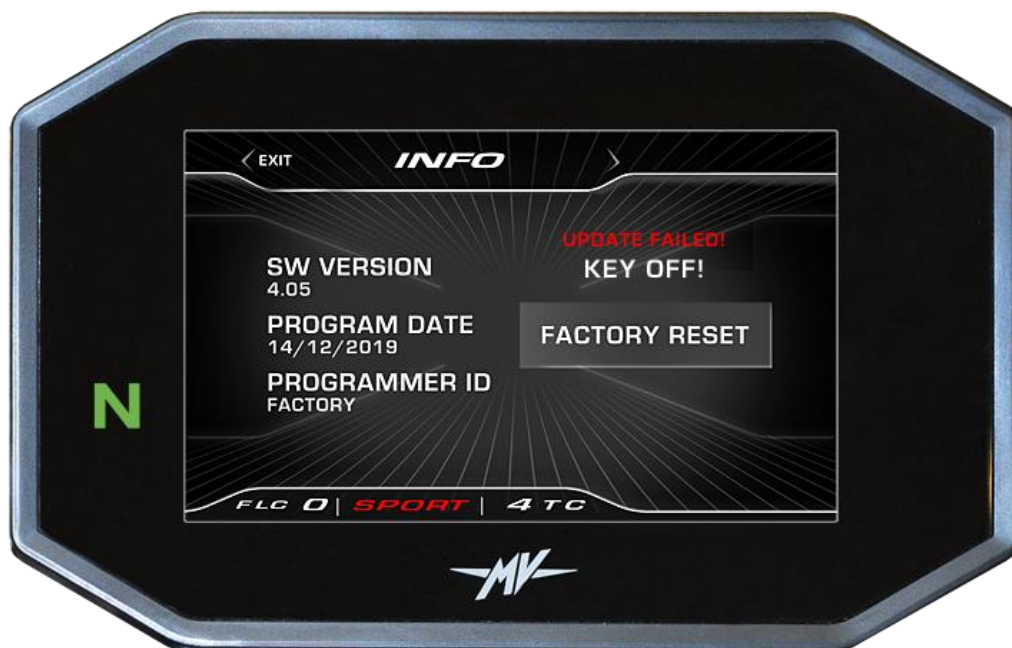 EXIT
INFO
SW VERSION
4.05
PROGRAM DATE
14/12/2019
PROGRAMMER ID
FACTORY
UPDATE FAILED!
KEY OFF!
FACTORY RESET
N
FLC 0 | SPORT | 4 TC
MV